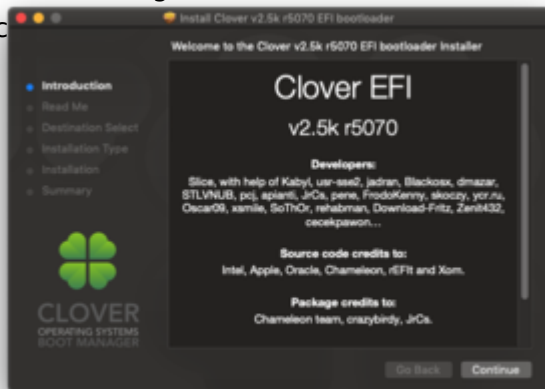 Install Clover v2.5k r5070 EFI bootloader
Welcome to the Clover v2.5k r5070 EFI bootloader Installer
Introduction
Read Me
Destination Select
Installation Type
Installation
Summary
CLOVER
OPERATING SYSTEMS
BOOT MANAGER
Clover EFI
v2.5k r5070
Developers:
Slice, with help of Kabyl, usr-sse2, jadran, Blackosx, dmazar,
STLVNUB, pcj, apianti, JrCs, pene, FrodoKenny, skoczy, ycr.ru,
Oscar09, xsmile, SoThOr, rehabman, Download-Fritz, Zenit432,
cecekpawon...
Source code credits to:
Intel, Apple, Oracle, Chameleon, rEFIt and Xom.
Package credits to:
Chameleon team, crazybirdy, JrCs.
Go Back
Continue